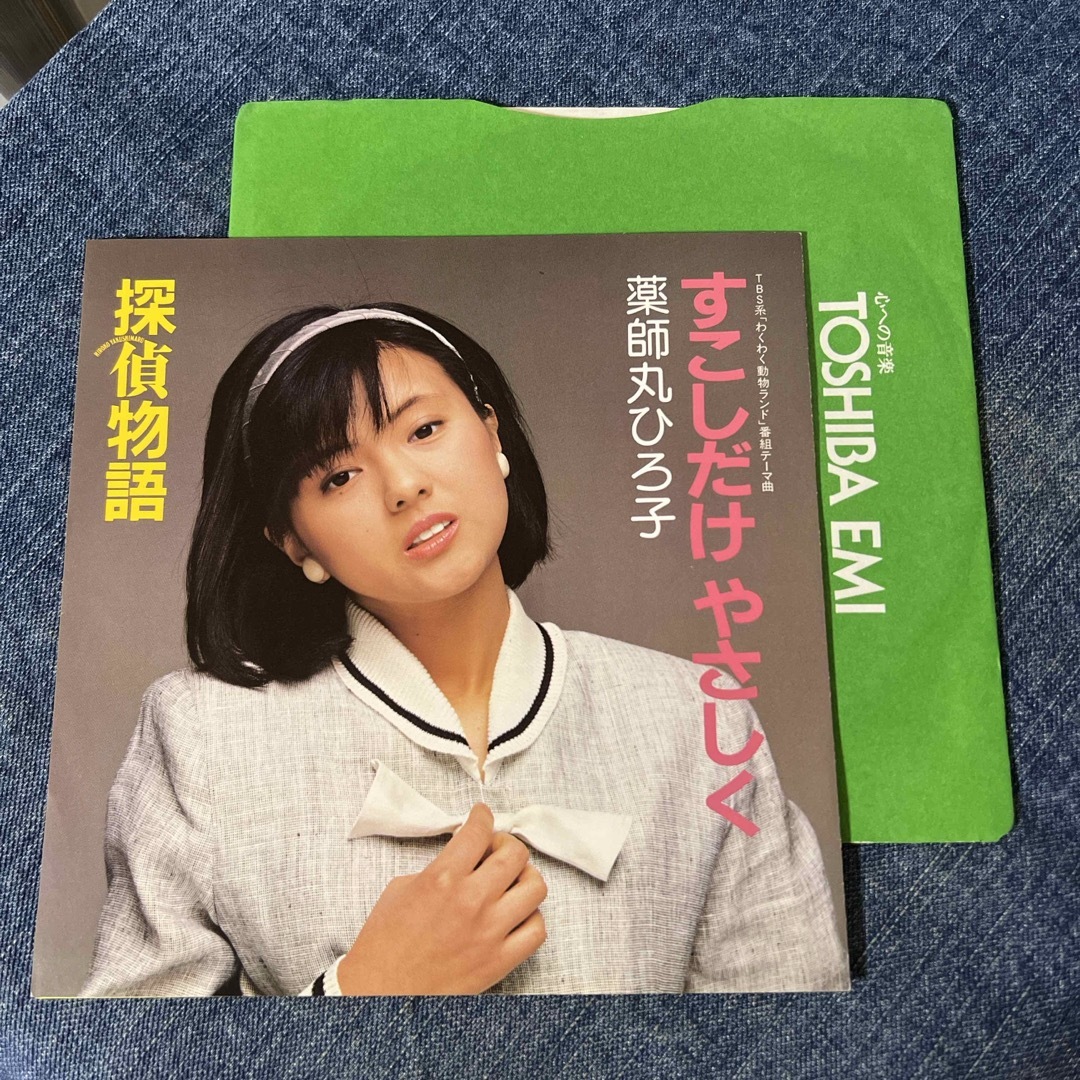 TBS系「わくわく動物ランド」番組テーマ曲
すこしだけ やさしく
薬師丸ひろ子
探偵物語
HIROKO YAKUSHIMARU
心への音楽
TOSHIBA EMI